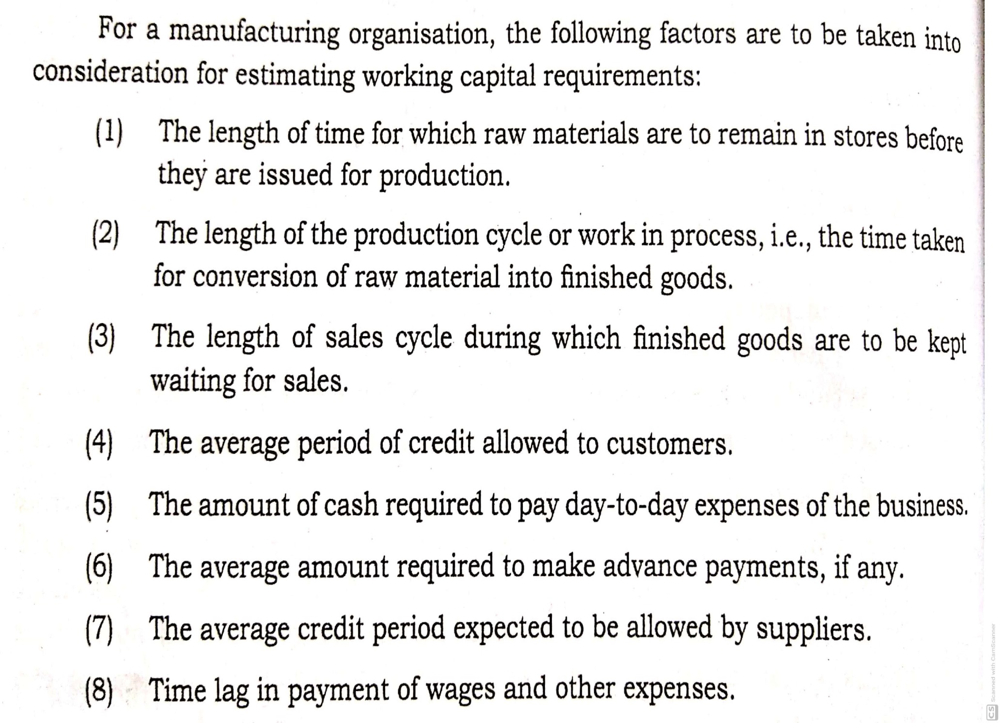 For a manufacturing organisation, the following factors are to be taken into
consideration for estimating working capital requirements:
(1) The length of time for which raw materials are to remain in stores before
they are issued for production.
(2) The length of the production cycle or work in process, i.e., the time taken
for conversion of raw material into finished goods.
(3) The length of sales cycle during which finished goods are to be kept
waiting for sales.
(4) The average period of credit allowed to customers.
(5) The amount of cash required to pay day-to-day expenses of the business.
(6) The average amount required to make advance payments, if any.
(7) The average credit period expected to be allowed by suppliers.
(8) Time lag in payment of wages and other expenses.
CS Scanned with CamScanner